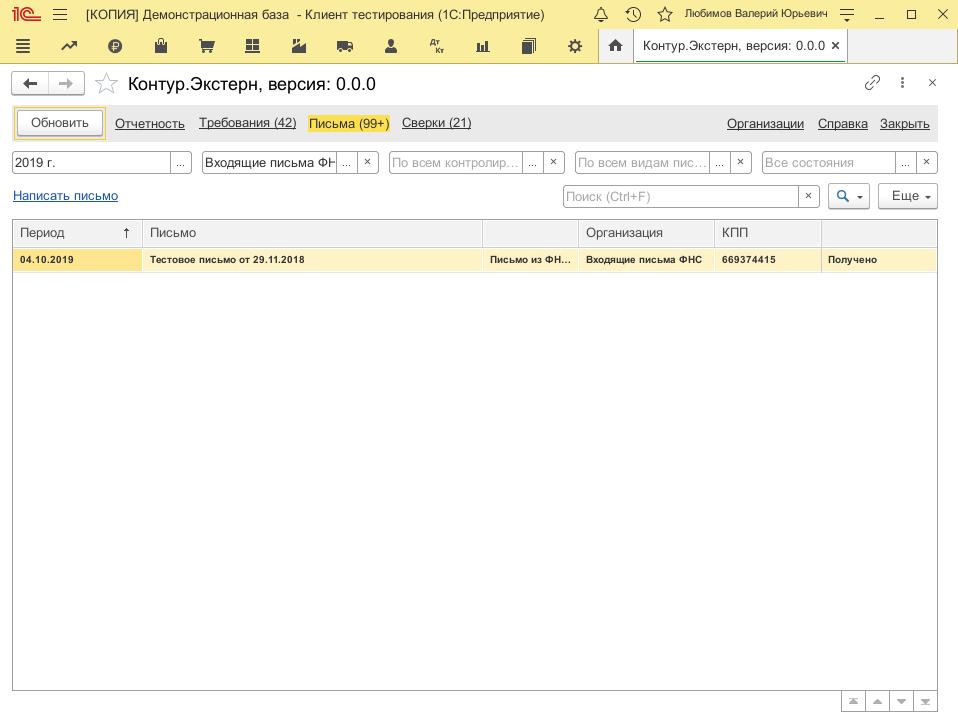 1С [КОПИЯ] Демонстрационная база - Клиент тестирования (1С:Предприятие) Любимов Валерий Юрьевич
Дт Кт Контур.Экстерн, версия: 0.0.0 ×
Контур.Экстерн, версия: 0.0.0
Обновить Отчетность Требования (42) Письма (99+) Сверки (21) Организации Справка Закрыть
2019 г. ... Входящие письма ФН ... × По всем контролир... ... × По всем видам пис... ... × Все состояния ... ×
Написать письмо Поиск (Ctrl+F) × Еще
Период ↑ Письмо Организация КПП
04.10.2019 Тестовое письмо от 29.11.2018 Письмо из ФН... Входящие письма ФНС 669374415 Получено